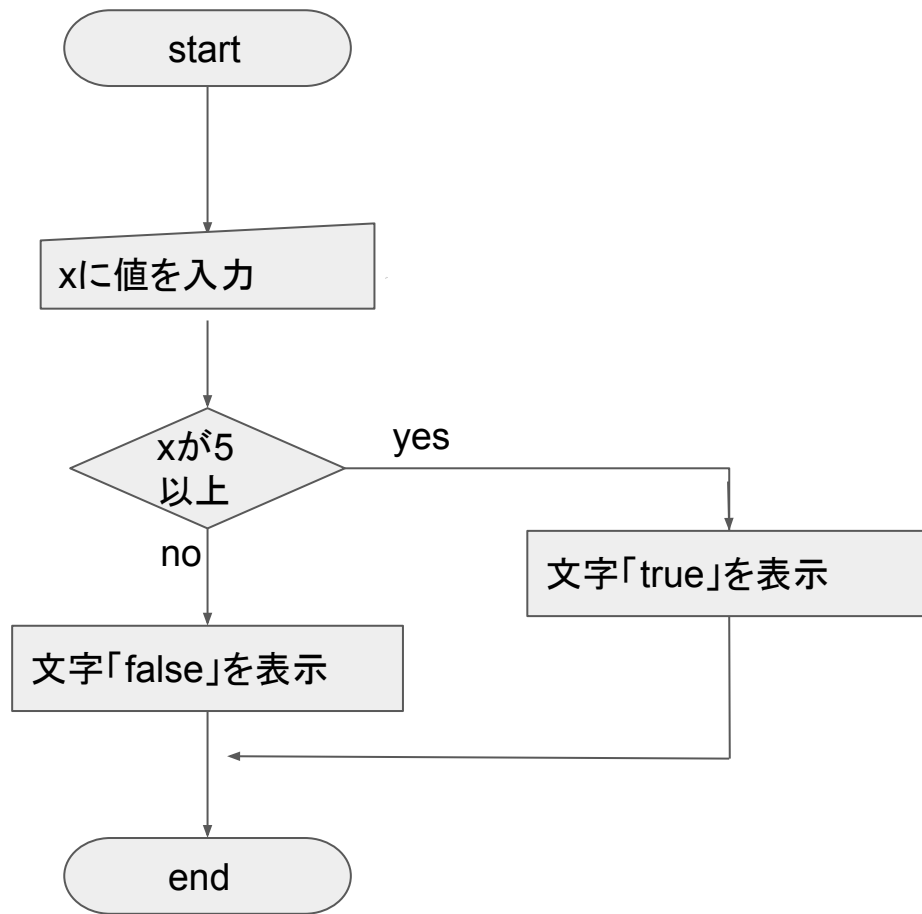 start
xに値を入力
xが5
以上
yes
no
文字「true」を表示
文字「false」を表示
end